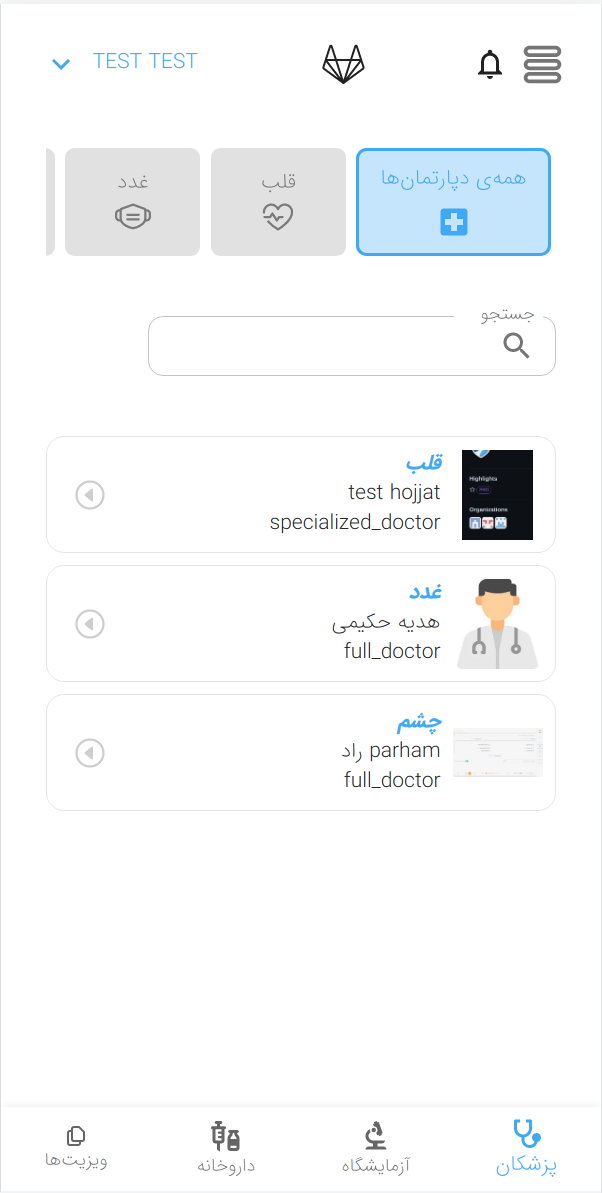 TEST TEST
همه‌ی دپارتمان‌ها
قلب
غدد
جستجو
Highlights
PRO
Organizations
قلب
test hojjat
specialized_doctor
غدد
هدیه حکیمی
full_doctor
چشم
parham راد
full_doctor
پزشکان
آزمایشگاه
داروخانه
ویزیت‌ها